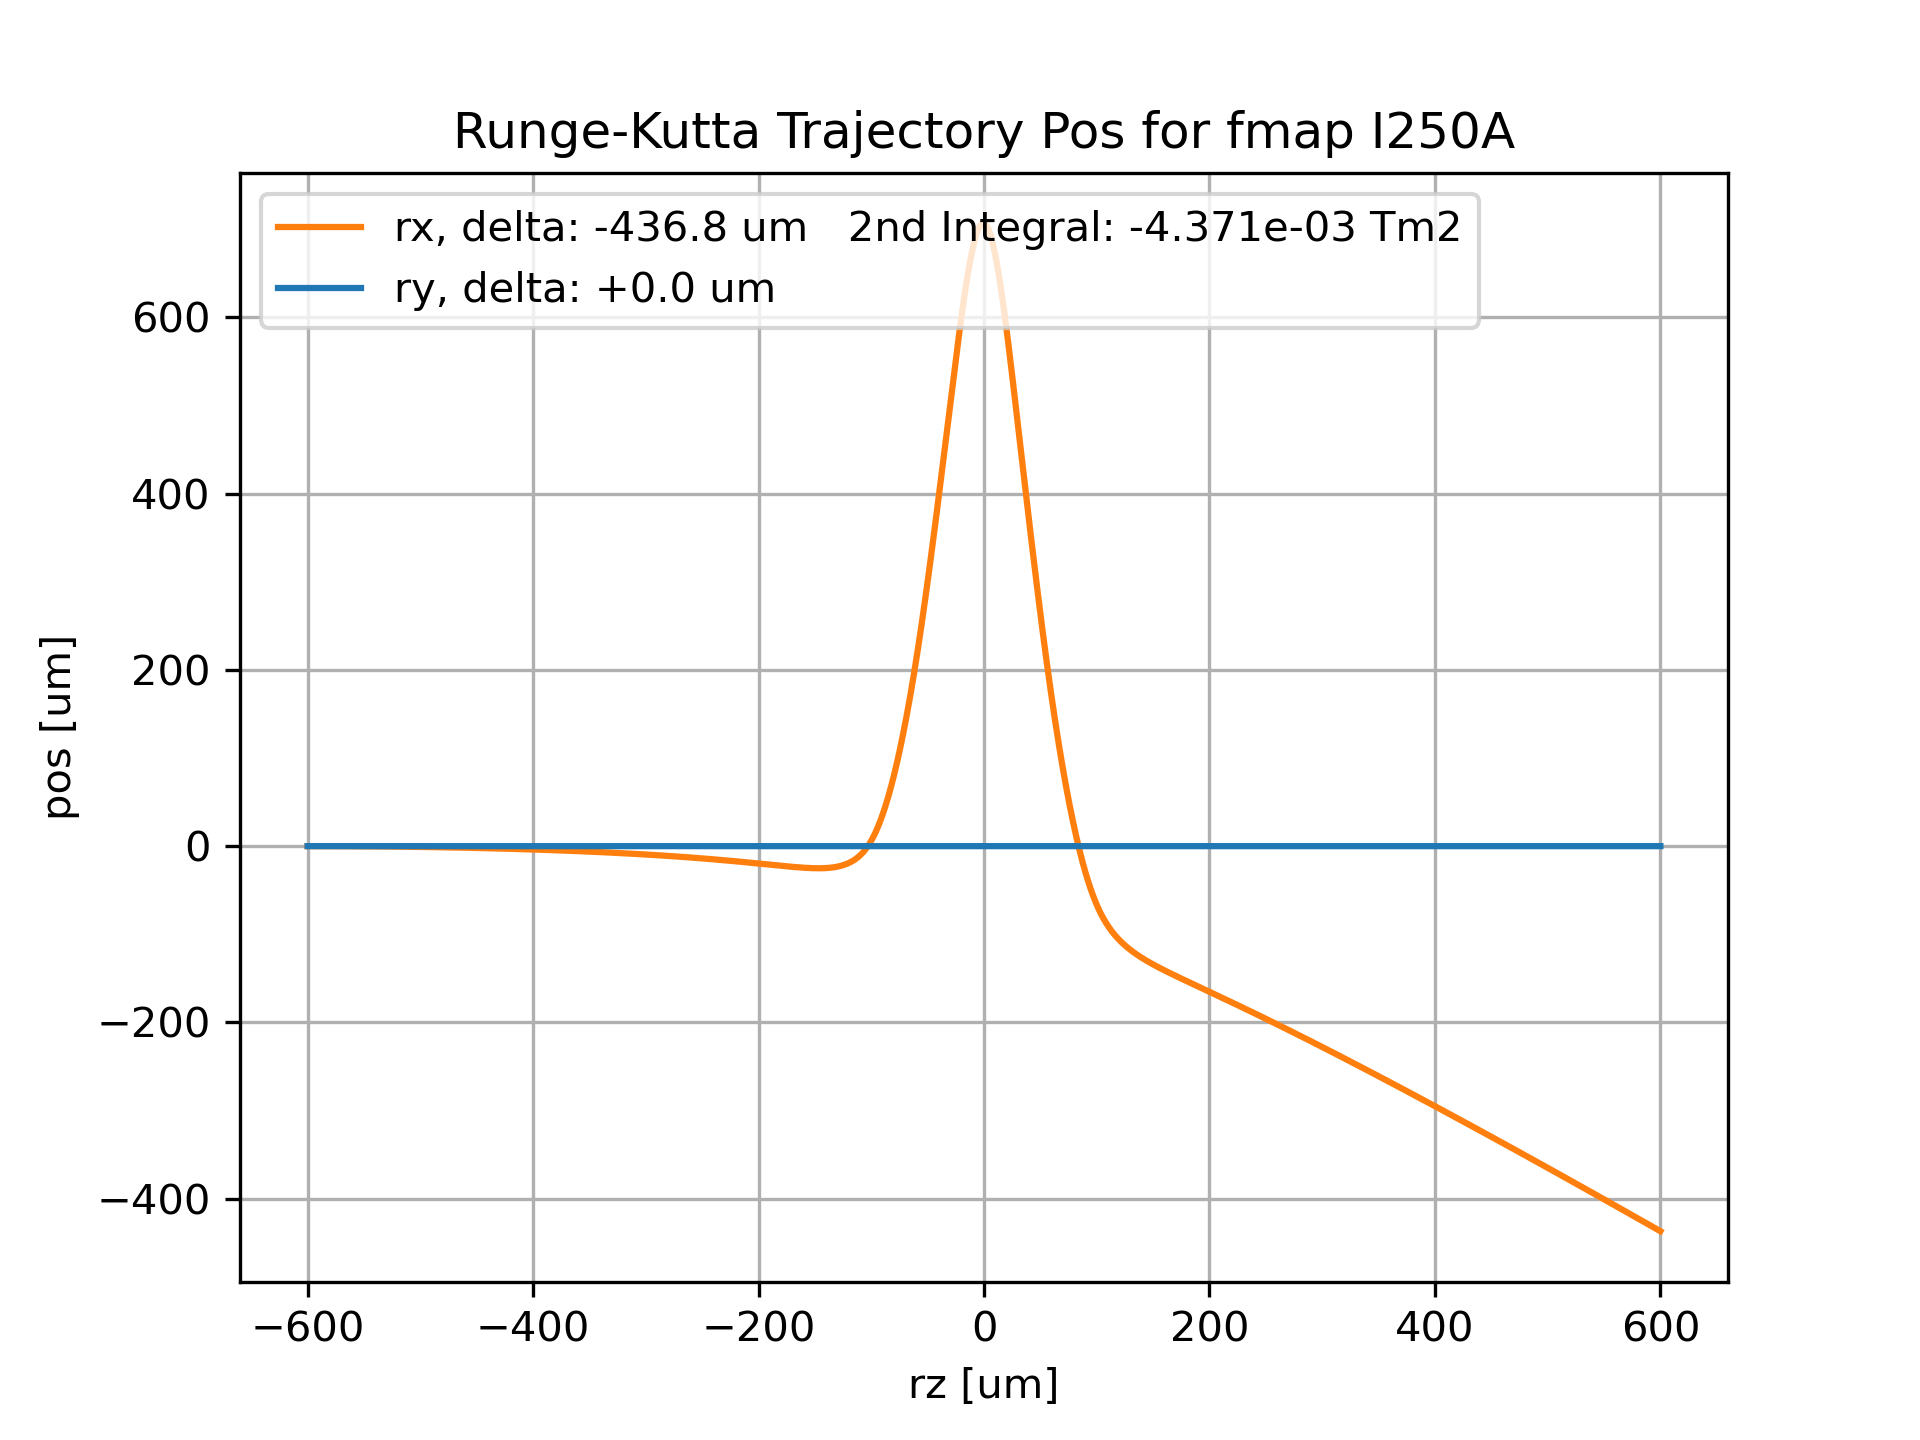 Runge-Kutta Trajectory Pos for fmap I250A
rx, delta: -436.8 um   2nd Integral: -4.371e-03 Tm2
ry, delta: +0.0 um
600
400
200
0
−200
−400
pos [um]
−600 −400 −200 0 200 400 600
rz [um]